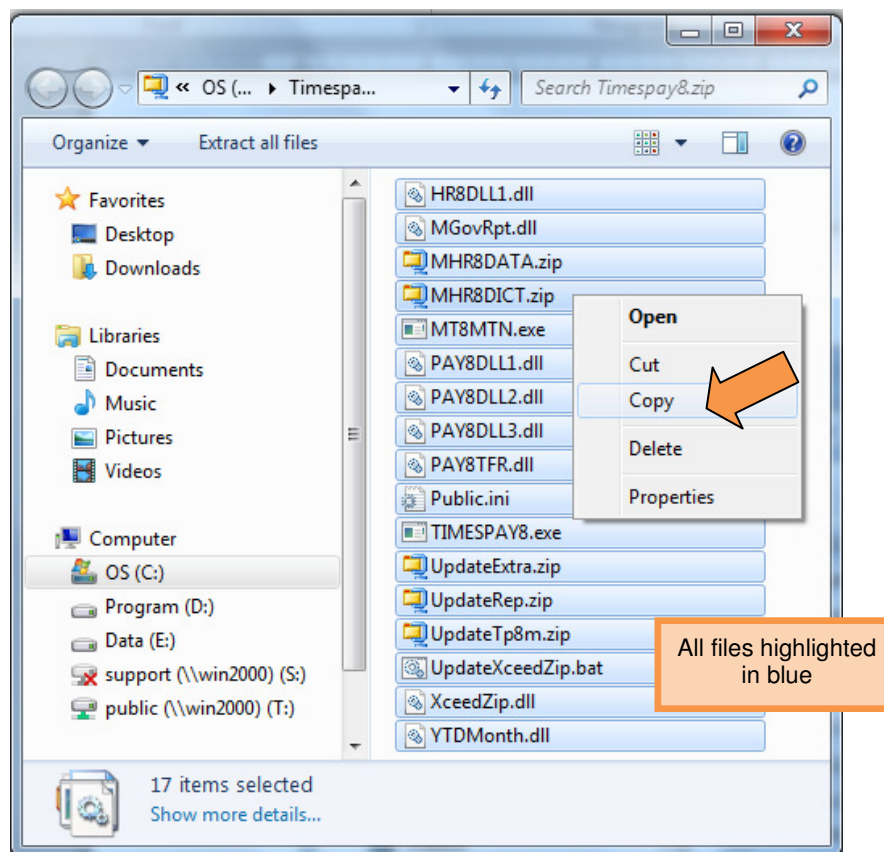 « OS (... ▸ Timespa...
Search Timespay8.zip
Organize
Extract all files
Favorites
Desktop
Downloads
Libraries
Documents
Music
Pictures
Videos
Computer
OS (C:)
Program (D:)
Data (E:)
support (\\win2000) (S:)
public (\\win2000) (T:)
HR8DLL1.dll
MGovRpt.dll
MHR8DATA.zip
MHR8DICT.zip
MT8MTN.exe
PAY8DLL1.dll
PAY8DLL2.dll
PAY8DLL3.dll
PAY8TFR.dll
Public.ini
TIMESPAY8.exe
UpdateExtra.zip
UpdateRep.zip
UpdateTp8m.zip
UpdateXceedZip.bat
XceedZip.dll
YTDMonth.dll
Open
Cut
Copy
Delete
Properties
All files highlighted
in blue
17 items selected
Show more details...